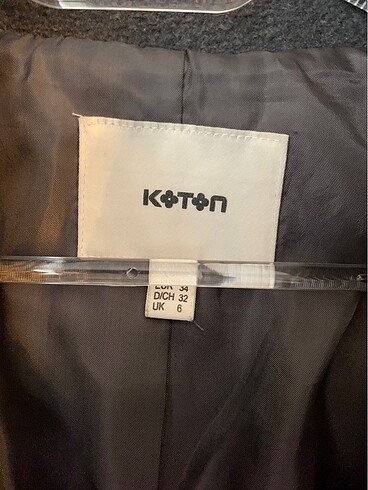 KOTON
EUR 34
D/CH 32
UK 6